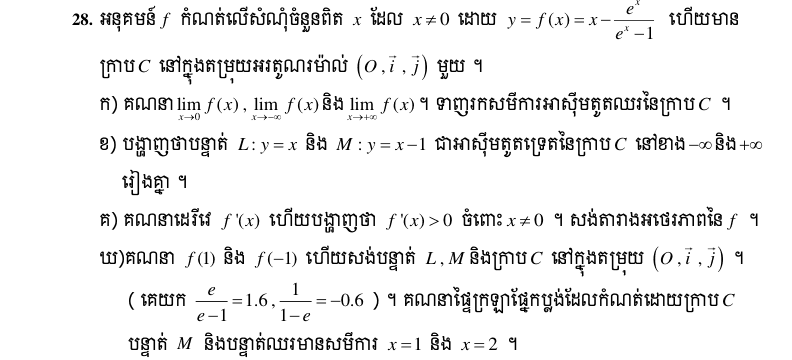 28. អនុគមន៍ f កំណត់លើសំណុំចំនួនពិត x ដែល x ≠ 0 ដោយ y = f(x) = x − e^x/(e^x − 1) ហើយមាន
ក្រាប C នៅក្នុងតម្រុយអរតូណរម៉ាល់ (O, i⃗, j⃗) មួយ ។
ក) គណនា lim_{x→0} f(x), lim_{x→−∞} f(x) និង lim_{x→+∞} f(x) ។ ទាញរកសមីការអាស៊ីមតូតឈរនៃក្រាប C ។
ខ) បង្ហាញថាបន្ទាត់ L : y = x និង M : y = x − 1 ជាអាស៊ីមតូតទ្រេតនៃក្រាប C នៅខាង −∞ និង +∞
រៀងគ្នា ។
គ) គណនាដេរីវេ f '(x) ហើយបង្ហាញថា f '(x) > 0 ចំពោះ x ≠ 0 ។ សង់តារាងអថេរភាពនៃ f ។
ឃ)គណនា f(1) និង f(−1) ហើយសង់បន្ទាត់ L, M និងក្រាប C នៅក្នុងតម្រុយ (O, i⃗, j⃗) ។
( គេយក e/(e − 1) = 1.6, 1/(1 − e) = −0.6 ) ។ គណនាផ្ទៃក្រឡាផ្នែកប្លង់ដែលកំណត់ដោយក្រាប C
បន្ទាត់ M និងបន្ទាត់ឈរមានសមីការ x = 1 និង x = 2 ។